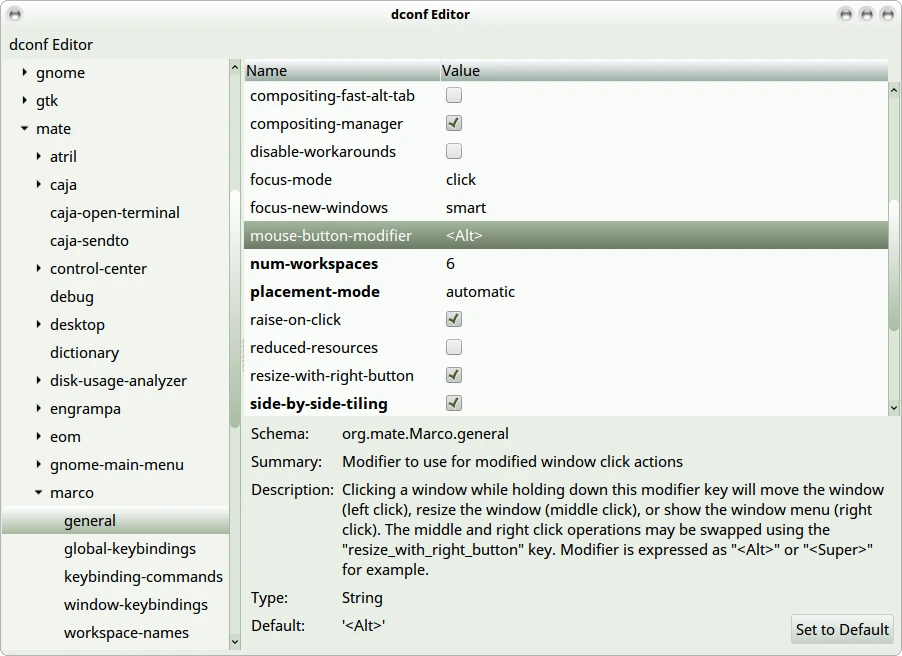 dconf Editor
dconf Editor
gnome
gtk
mate
atril
caja
caja-open-terminal
caja-sendto
control-center
debug
desktop
dictionary
disk-usage-analyzer
engrampa
eom
gnome-main-menu
marco
general
global-keybindings
keybinding-commands
window-keybindings
workspace-names
Name Value
compositing-fast-alt-tab
compositing-manager
disable-workarounds
focus-mode click
focus-new-windows smart
mouse-button-modifier <Alt>
num-workspaces 6
placement-mode automatic
raise-on-click
reduced-resources
resize-with-right-button
side-by-side-tiling
Schema: org.mate.Marco.general
Summary: Modifier to use for modified window click actions
Description: Clicking a window while holding down this modifier key will move the window
(left click), resize the window (middle click), or show the window menu (right
click). The middle and right click operations may be swapped using the
"resize_with_right_button" key. Modifier is expressed as "<Alt>" or "<Super>"
for example.
Type: String
Default: '<Alt>'
Set to Default